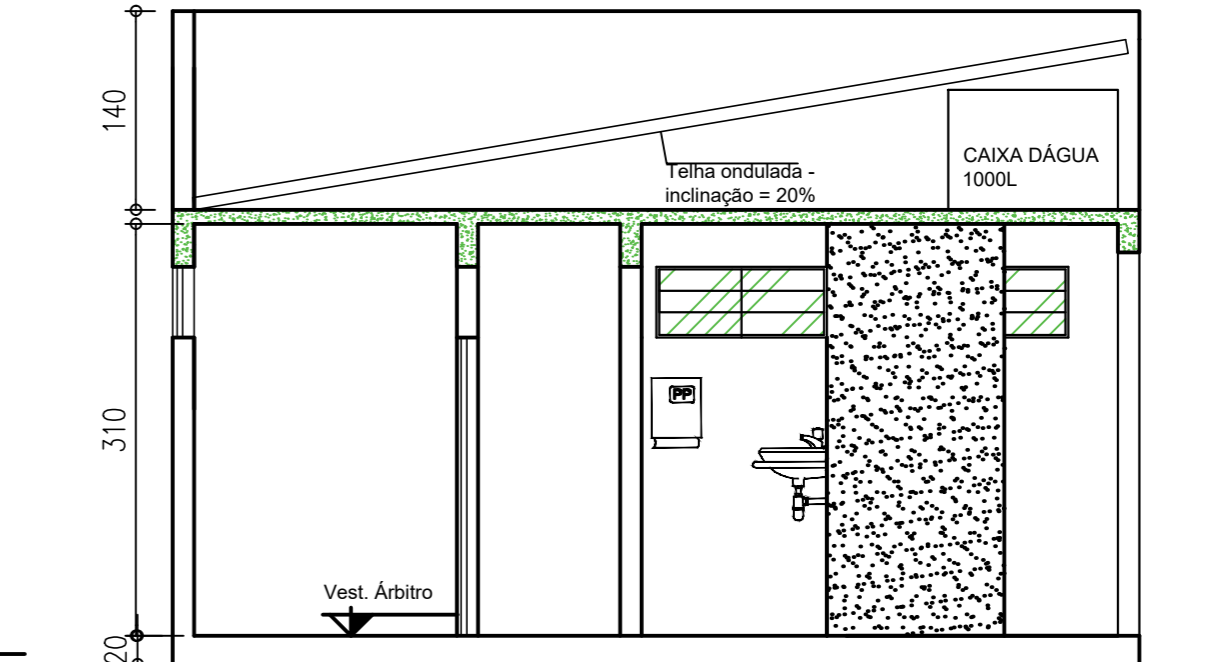 140
Telha ondulada -
inclinação = 20%
CAIXA DÁGUA
1000L
310
PP
Vest. Árbitro
20